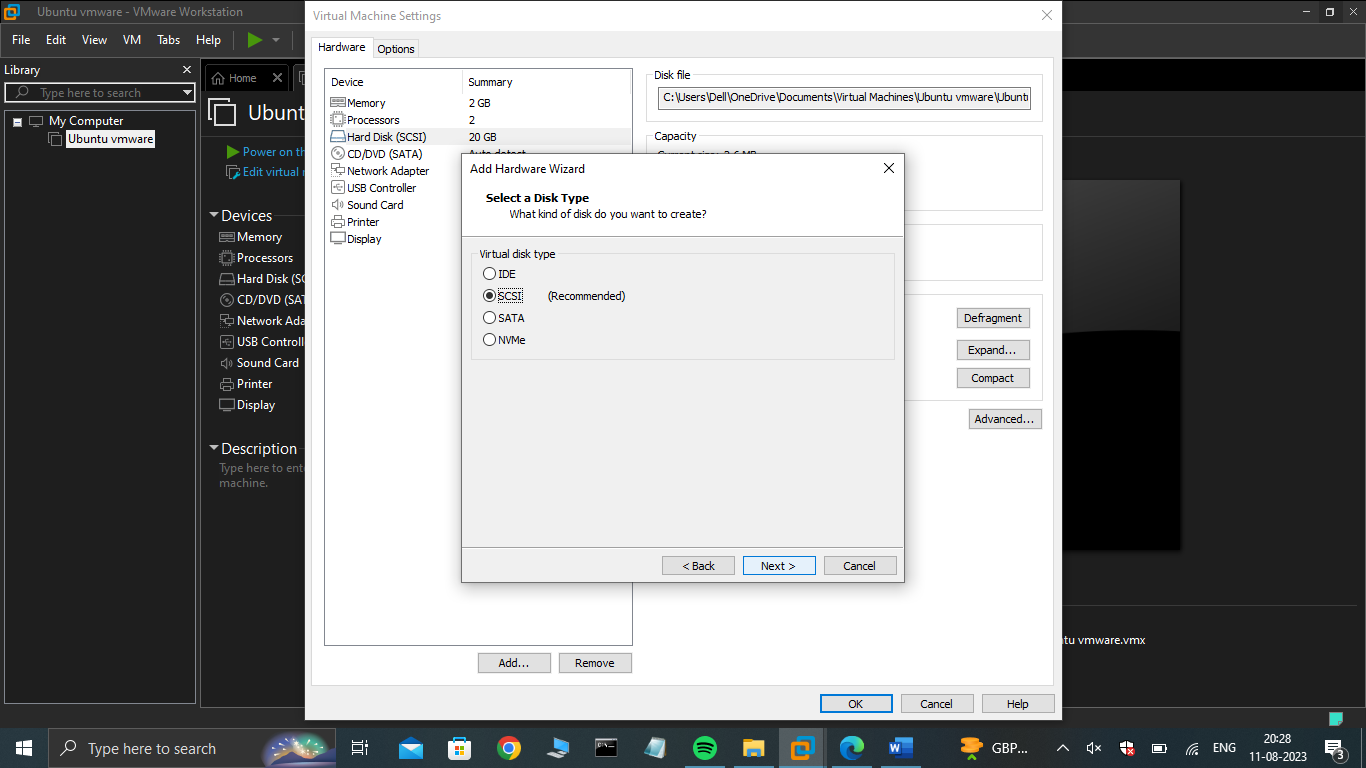 Ubuntu vmware - VMware Workstation
File Edit View VM Tabs Help
Library
Type here to search
My Computer
Ubuntu vmware
Home
Ubun
Power on th
Edit virtual
Devices
Memory
Processors
Hard Disk (SC
CD/DVD (SAT
Network Ada
USB Controll
Sound Card
Printer
Display
Description
Type here to ente
machine.
Virtual Machine Settings
Hardware Options
Device Summary
Memory 2 GB
Processors 2
Hard Disk (SCSI) 20 GB
CD/DVD (SATA) Auto detect
Network Adapter
USB Controller
Sound Card
Printer
Display
Add... Remove
Disk file
C:\Users\Dell\OneDrive\Documents\Virtual Machines\Ubuntu vmware\Ubunt
Capacity
Defragment
Expand...
Compact
Advanced...
Add Hardware Wizard
Select a Disk Type
What kind of disk do you want to create?
Virtual disk type
IDE
SCSI (Recommended)
SATA
NVMe
< Back Next > Cancel
OK Cancel Help
tu vmware.vmx
Type here to search
GBP...
ENG
20:28
11-08-2023
3